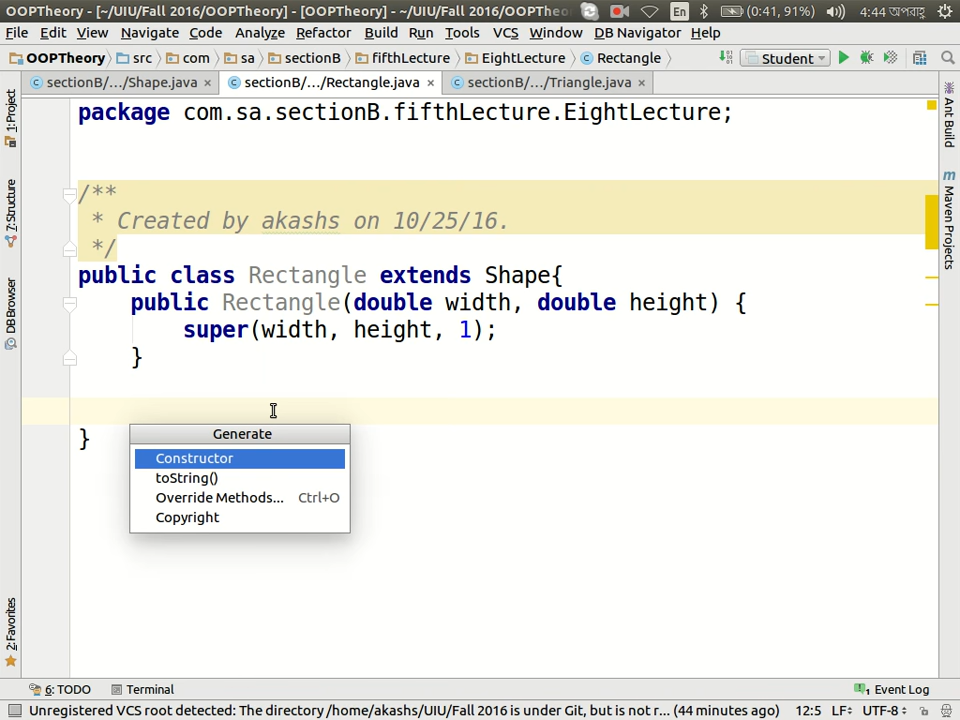 OOPTheory - [~/UIU/Fall 2016/OOPTheory] - [OOPTheory] - ~/UIU/Fall 2016/OOPTheo
En (0:41, 91%) 4:44 অপরাহ্ণ
File Edit View Navigate Code Analyze Refactor Build Run Tools VCS Window DB Navigator Help
OOPTheory src com sa sectionB fifthLecture EightLecture Rectangle Student
sectionB/.../Shape.java × sectionB/.../Rectangle.java × sectionB/.../Triangle.java ×
1: Project
7: Structure
DB Browser
2: Favorites
package com.sa.sectionB.fifthLecture.EightLecture;
/**
* Created by akashs on 10/25/16.
*/
public class Rectangle extends Shape{
public Rectangle(double width, double height) {
super(width, height, 1);
}
}
Generate
Constructor
toString()
Override Methods... Ctrl+O
Copyright
Ant Build
Maven Projects
6: TODO Terminal Event Log
Unregistered VCS root detected: The directory /home/akashs/UIU/Fall 2016 is under Git, but is not r... (44 minutes ago) 12:5 LF UTF-8